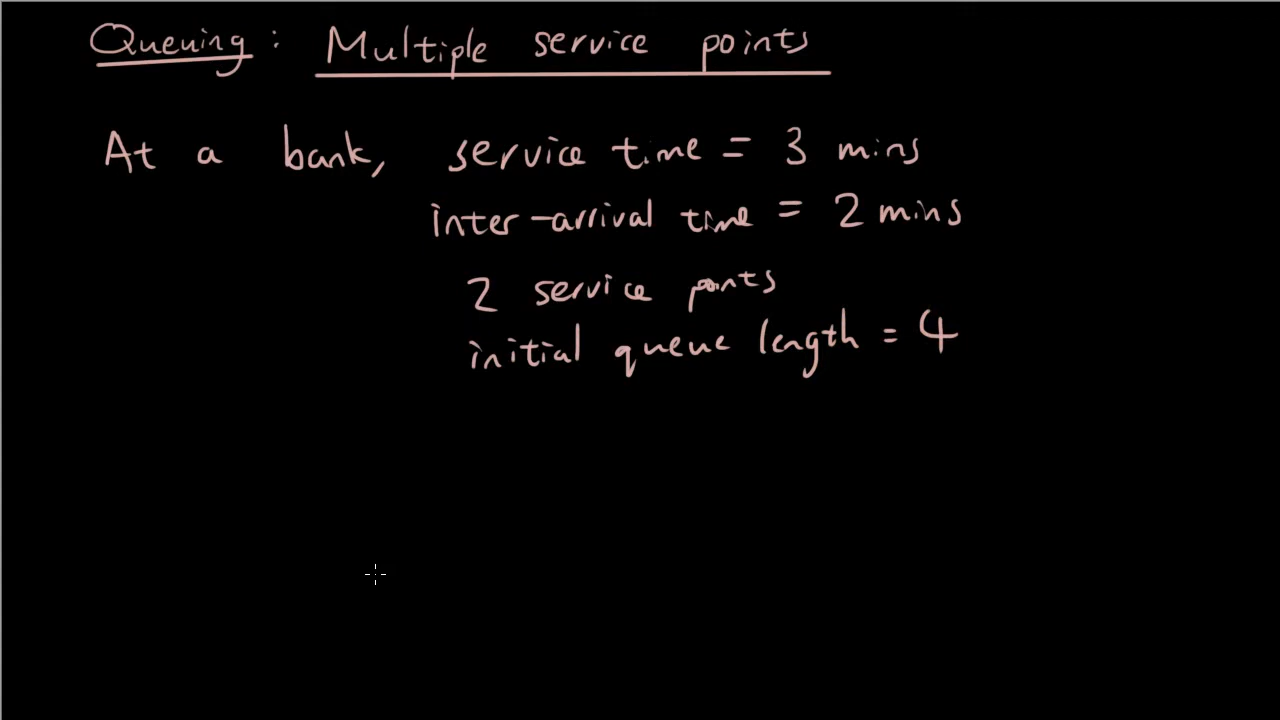 Queuing: Multiple service points
At a bank, service time = 3 mins
inter-arrival time = 2 mins
2 service points
initial queue length = 4